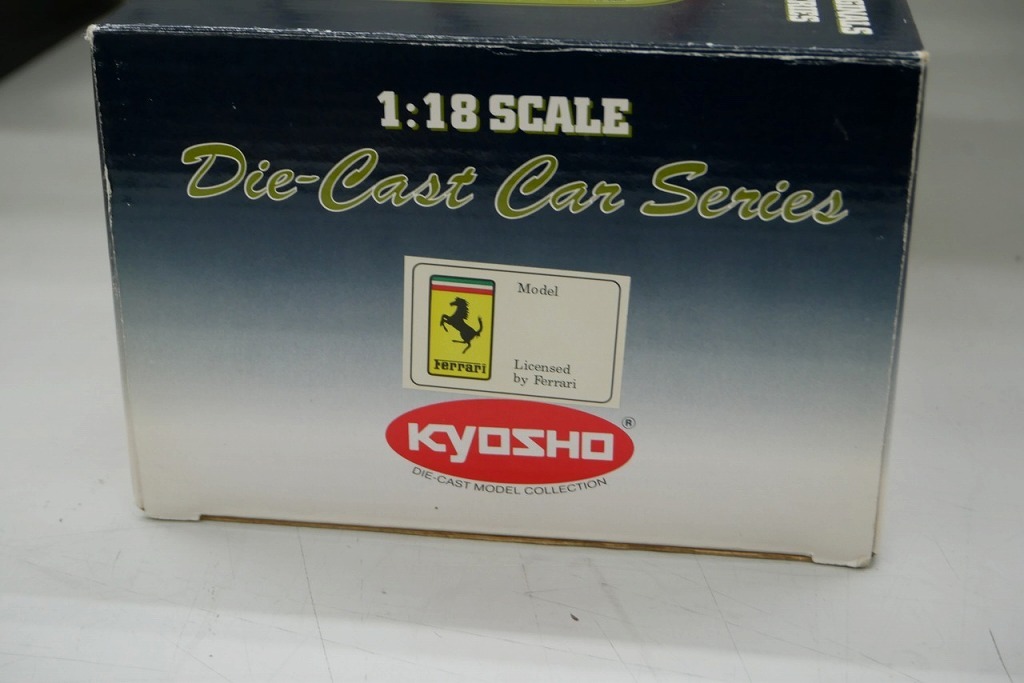 1:18 SCALE
Die-Cast Car Series
Model
Ferrari
Licensed
by Ferrari
KYOSHO ®
DIE-CAST MODEL COLLECTION